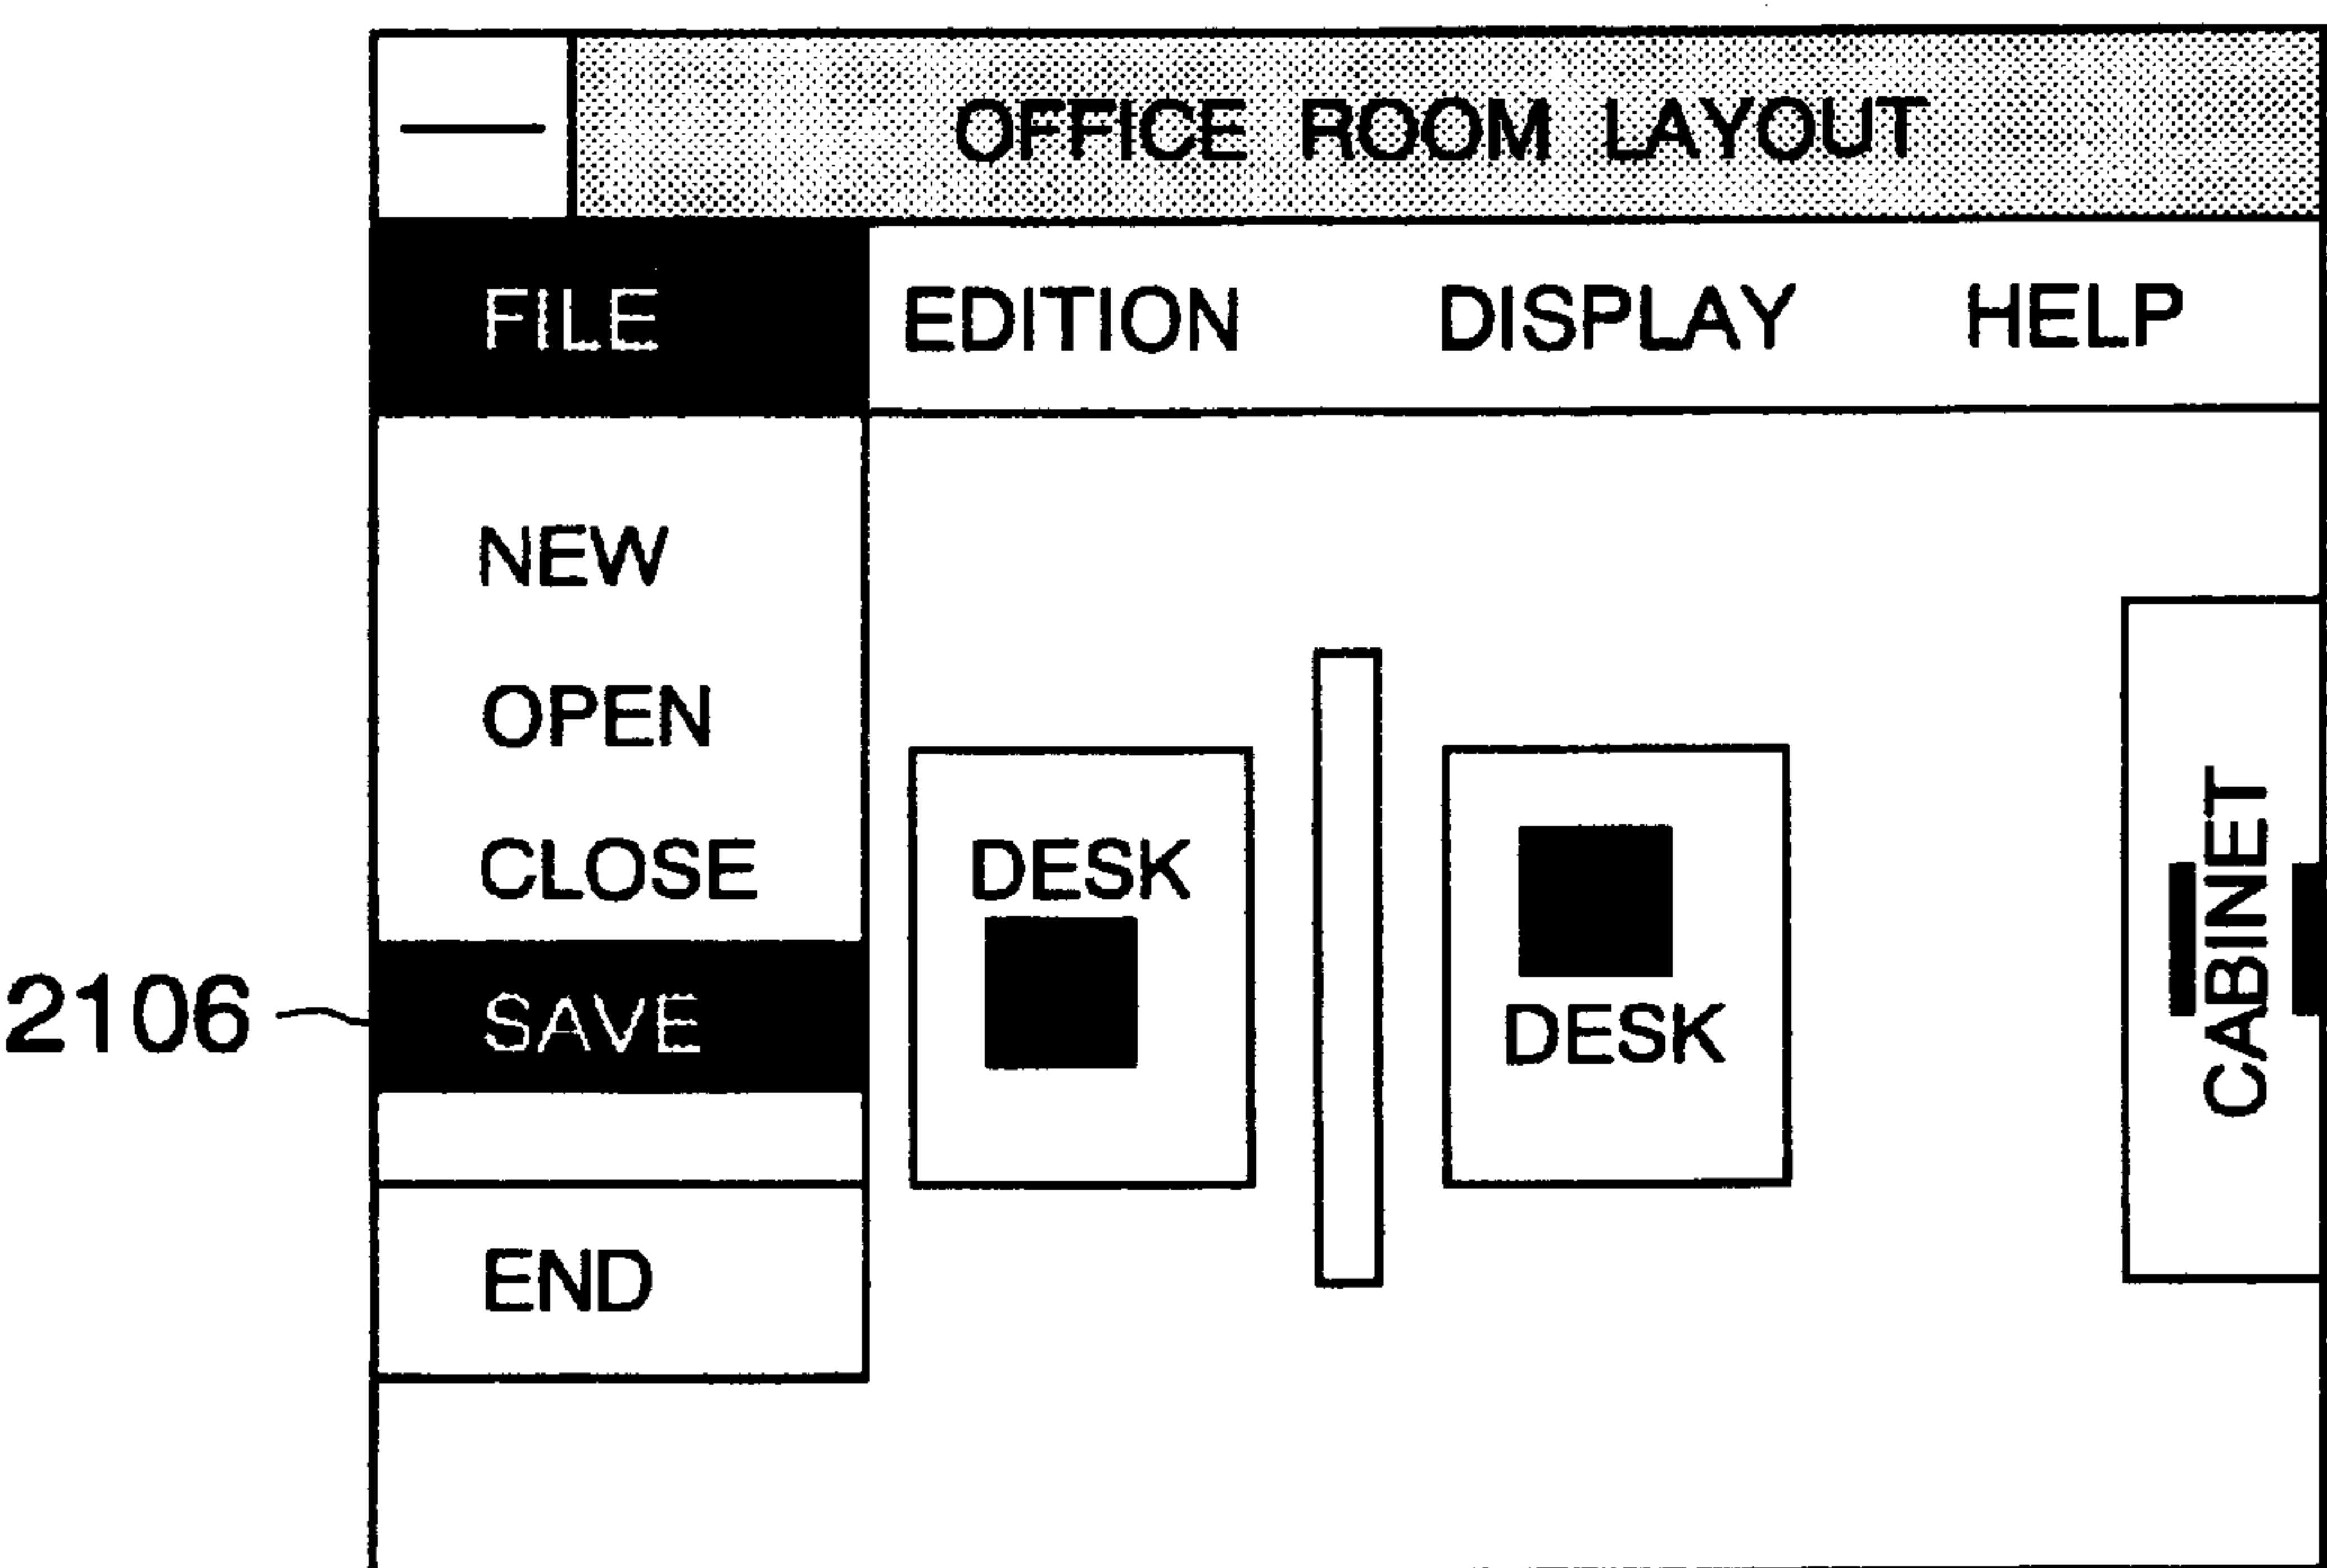 OFFICE ROOM LAYOUT
FILE EDITION DISPLAY HELP
NEW
OPEN
CLOSE
2106 SAVE
END
DESK
DESK
CABINET